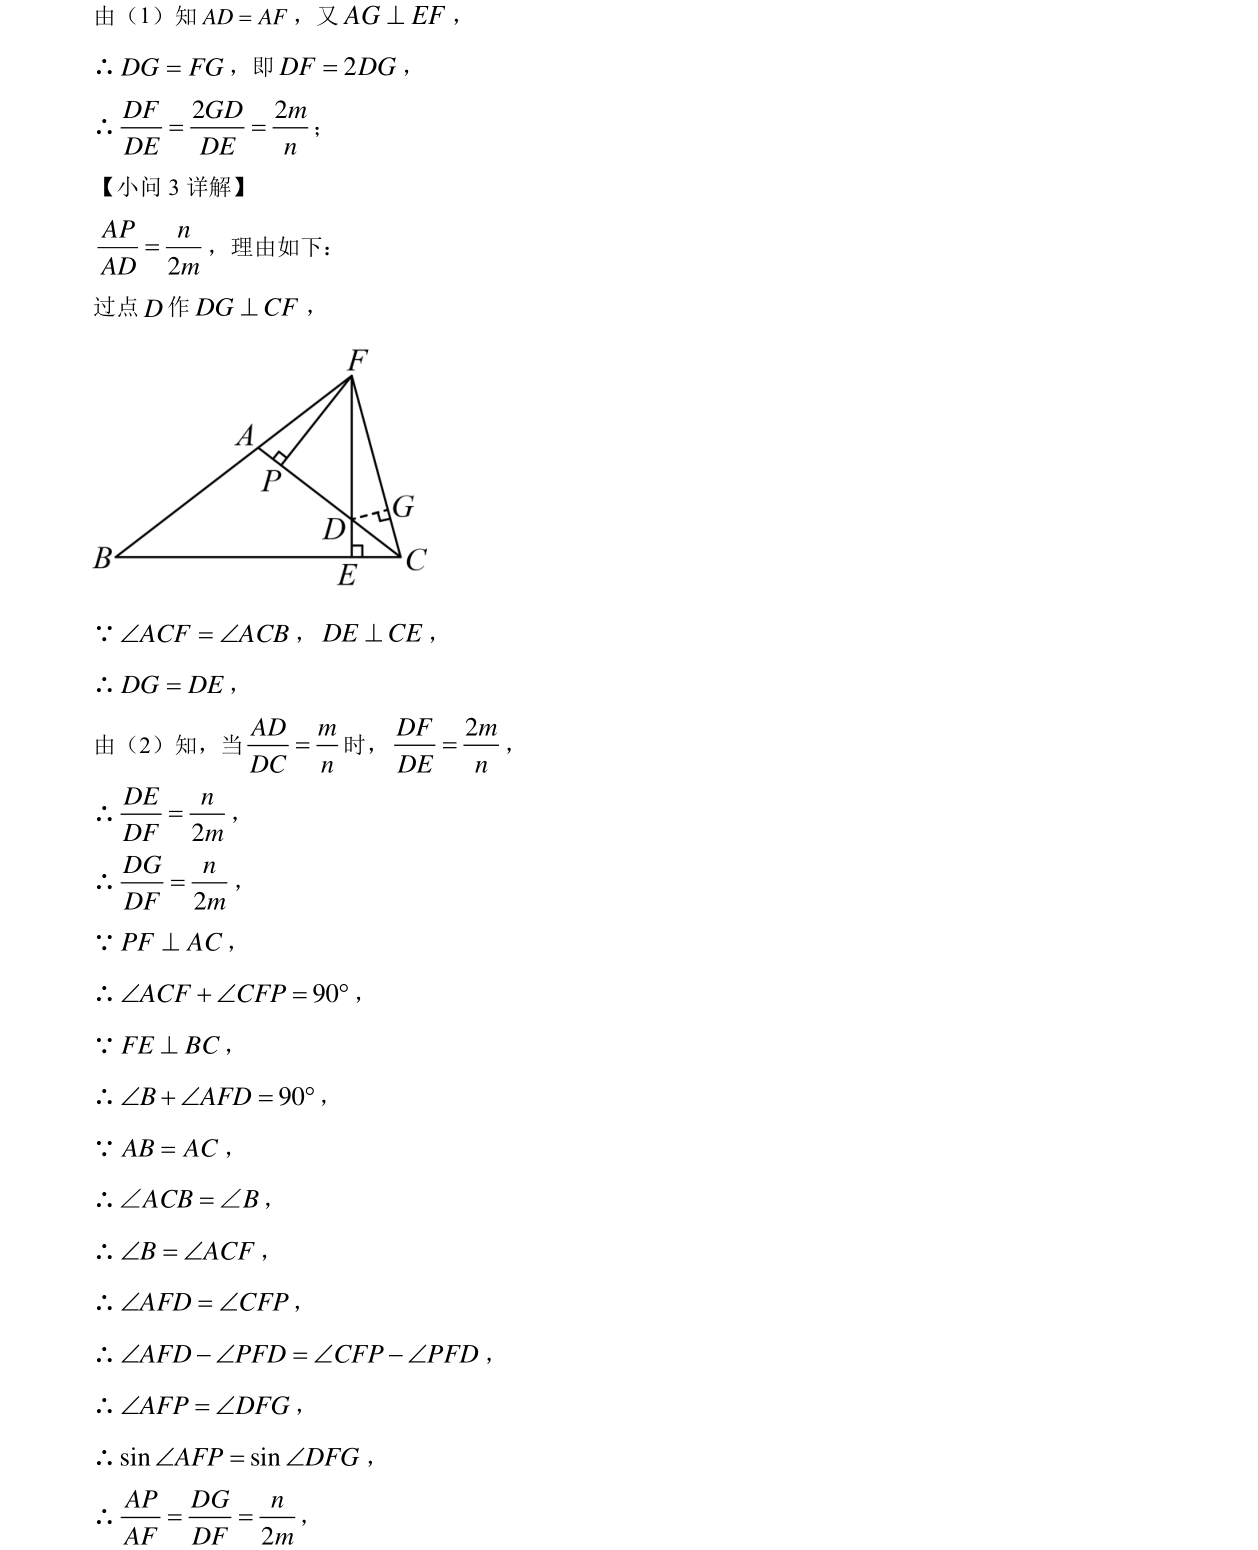 由（1）知 AD = AF，又 AG ⊥ EF，
∴ DG = FG，即 DF = 2DG，
∴ DF/DE = 2GD/DE = 2m/n；
【小问 3 详解】
AP/AD = n/2m，理由如下：
过点 D 作 DG ⊥ CF，
F
A
P
G
D
B
E
C
∵ ∠ACF = ∠ACB， DE ⊥ CE，
∴ DG = DE，
由（2）知，当 AD/DC = m/n 时， DF/DE = 2m/n，
∴ DE/DF = n/2m，
∴ DG/DF = n/2m，
∵ PF ⊥ AC，
∴ ∠ACF + ∠CFP = 90°，
∵ FE ⊥ BC，
∴ ∠B + ∠AFD = 90°，
∵ AB = AC，
∴ ∠ACB = ∠B，
∴ ∠B = ∠ACF，
∴ ∠AFD = ∠CFP，
∴ ∠AFD − ∠PFD = ∠CFP − ∠PFD，
∴ ∠AFP = ∠DFG，
∴ sin ∠AFP = sin ∠DFG，
∴ AP/AF = DG/DF = n/2m，